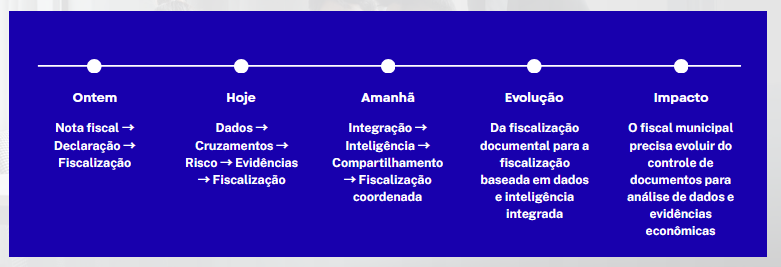 Ontem
Nota fiscal →
Declaração →
Fiscalização
Hoje
Dados →
Cruzamentos →
Risco → Evidências
→ Fiscalização
Amanhã
Integração →
Inteligência →
Compartilhamento
→ Fiscalização
coordenada
Evolução
Da fiscalização
documental para a
fiscalização
baseada em dados
e inteligência
integrada
Impacto
O fiscal municipal
precisa evoluir do
controle de
documentos para
análise de dados e
evidências
econômicas